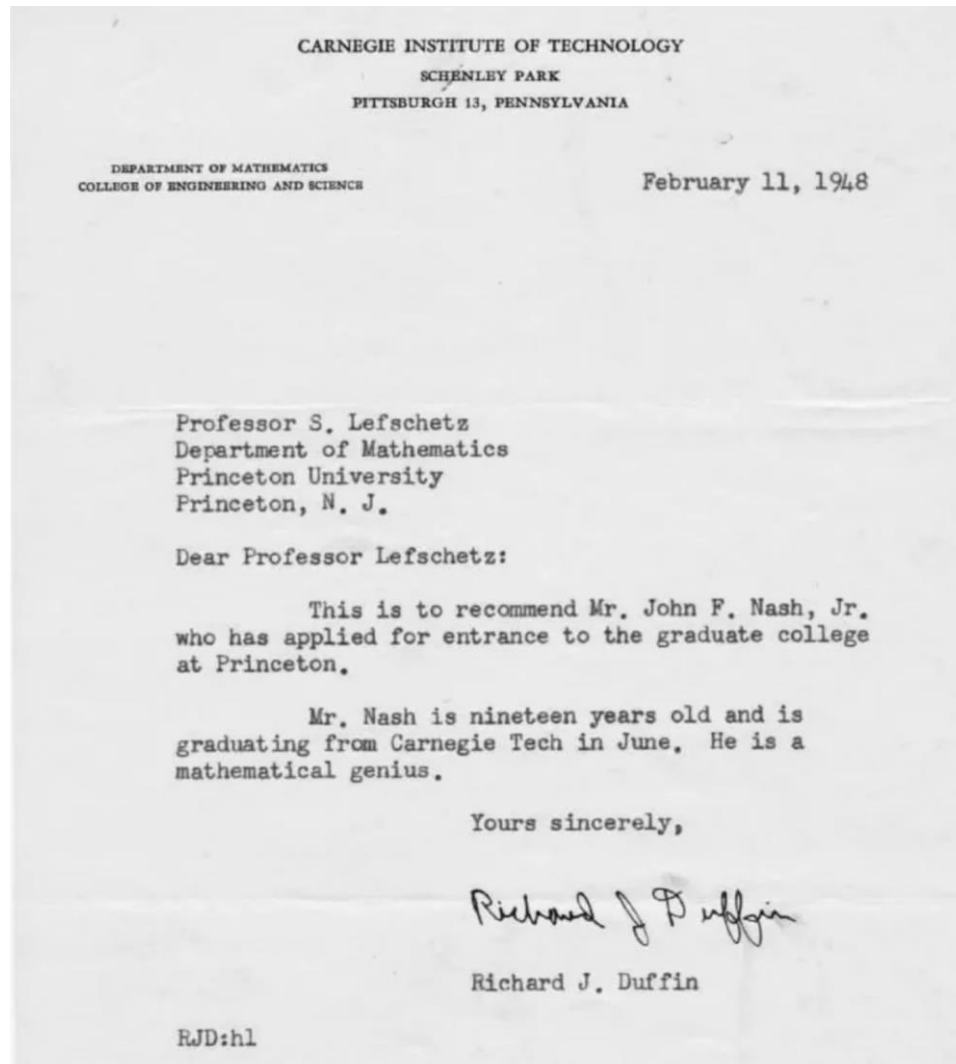 CARNEGIE INSTITUTE OF TECHNOLOGY
SCHENLEY PARK
PITTSBURGH 13, PENNSYLVANIA
DEPARTMENT OF MATHEMATICS
COLLEGE OF ENGINEERING AND SCIENCE
February 11, 1948
Professor S. Lefschetz
Department of Mathematics
Princeton University
Princeton, N. J.
Dear Professor Lefschetz:
This is to recommend Mr. John F. Nash, Jr.
who has applied for entrance to the graduate college
at Princeton.
Mr. Nash is nineteen years old and is
graduating from Carnegie Tech in June. He is a
mathematical genius.
Yours sincerely,
Richard J Duffin
Richard J. Duffin
RJD:hl